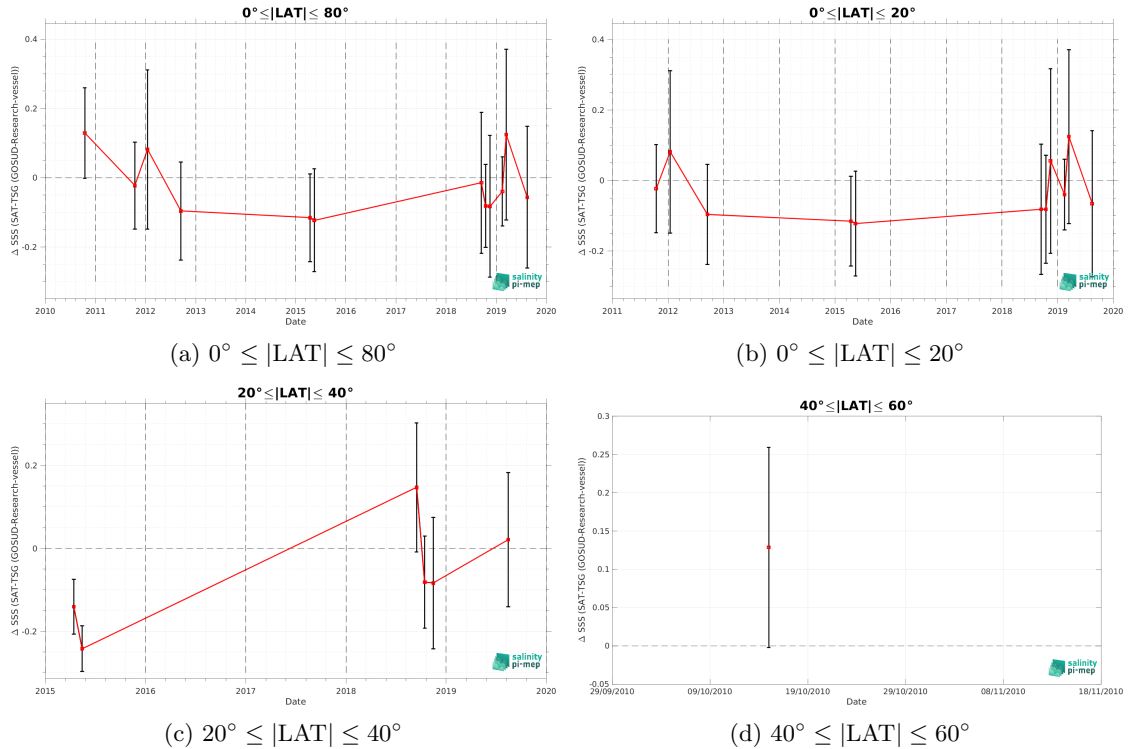 0°≤|LAT|≤ 80°
Δ SSS (SAT-TSG (GOSUD-Research-vessel))
0.4
0.2
0
-0.2
2010 2011 2012 2013 2014 2015 2016 2017 2018 2019 2020
Date
salinity
pi-mep
(a) 0° ≤ |LAT| ≤ 80°
0°≤|LAT|≤ 20°
Δ SSS (SAT-TSG (GOSUD-Research-vessel))
0.4
0.2
0
-0.2
2011 2012 2013 2014 2015 2016 2017 2018 2019 2020
Date
salinity
pi-mep
(b) 0° ≤ |LAT| ≤ 20°
20°≤|LAT|≤ 40°
Δ SSS (SAT-TSG (GOSUD-Research-vessel))
0.2
0
-0.2
2015 2016 2017 2018 2019 2020
Date
salinity
pi-mep
(c) 20° ≤ |LAT| ≤ 40°
40°≤|LAT|≤ 60°
Δ SSS (SAT-TSG (GOSUD-Research-vessel))
0.3
0.25
0.2
0.15
0.1
0.05
0
-0.05
29/09/2010 09/10/2010 19/10/2010 29/10/2010 08/11/2010 18/11/2010
Date
salinity
pi-mep
(d) 40° ≤ |LAT| ≤ 60°